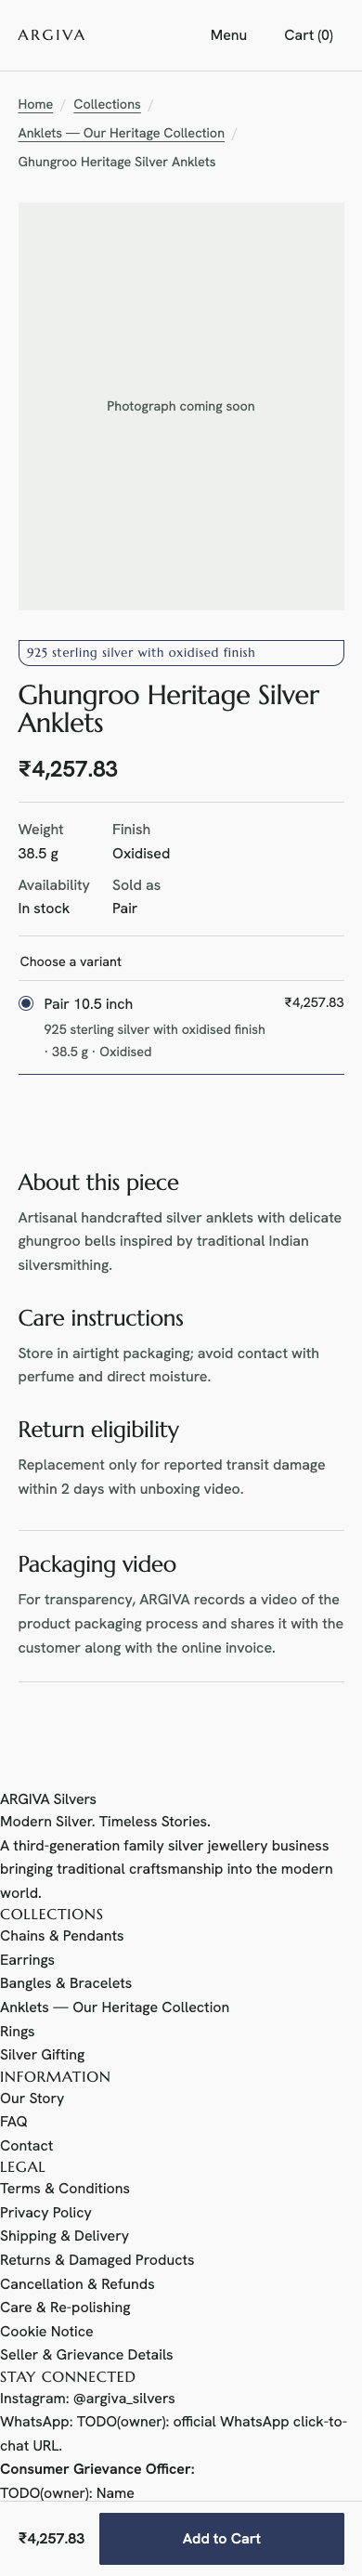 ARGIVA
Menu
Cart (0)
Home / Collections /
Anklets — Our Heritage Collection /
Ghungroo Heritage Silver Anklets
Photograph coming soon
925 sterling silver with oxidised finish
Ghungroo Heritage Silver
Anklets
₹4,257.83
Weight Finish
38.5 g Oxidised
Availability Sold as
In stock Pair
Choose a variant
Pair 10.5 inch ₹4,257.83
925 sterling silver with oxidised finish
· 38.5 g · Oxidised
About this piece
Artisanal handcrafted silver anklets with delicate
ghungroo bells inspired by traditional Indian
silversmithing.
Care instructions
Store in airtight packaging; avoid contact with
perfume and direct moisture.
Return eligibility
Replacement only for reported transit damage
within 2 days with unboxing video.
Packaging video
For transparency, ARGIVA records a video of the
product packaging process and shares it with the
customer along with the online invoice.
ARGIVA Silvers
Modern Silver. Timeless Stories.
A third-generation family silver jewellery business
bringing traditional craftsmanship into the modern
world.
COLLECTIONS
Chains & Pendants
Earrings
Bangles & Bracelets
Anklets — Our Heritage Collection
Rings
Silver Gifting
INFORMATION
Our Story
FAQ
Contact
LEGAL
Terms & Conditions
Privacy Policy
Shipping & Delivery
Returns & Damaged Products
Cancellation & Refunds
Care & Re-polishing
Cookie Notice
Seller & Grievance Details
STAY CONNECTED
Instagram: @argiva_silvers
WhatsApp: TODO(owner): official WhatsApp click-to-
chat URL.
Consumer Grievance Officer:
TODO(owner): Name
₹4,257.83
Add to Cart